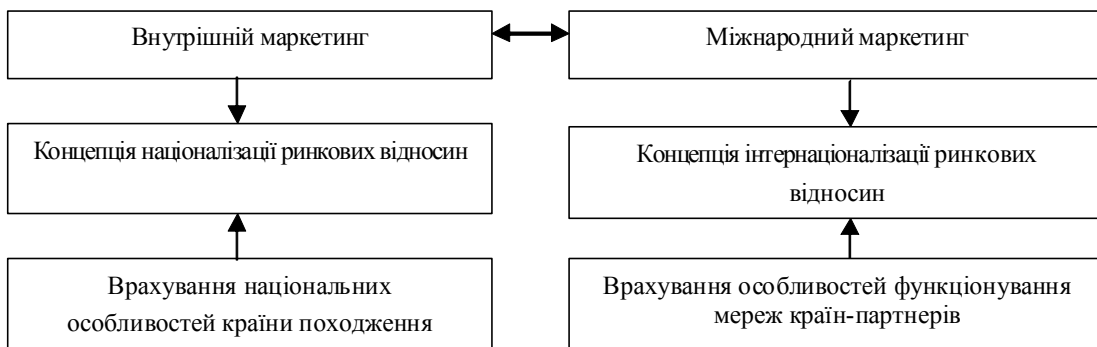 Внутрішній маркетинг
Міжнародний маркетинг
Концепція націоналізації ринкових відносин
Концепція інтернаціоналізації ринкових
відносин
Врахування національних
особливостей країни походження
Врахування особливостей функціонування
мереж країн-партнерів